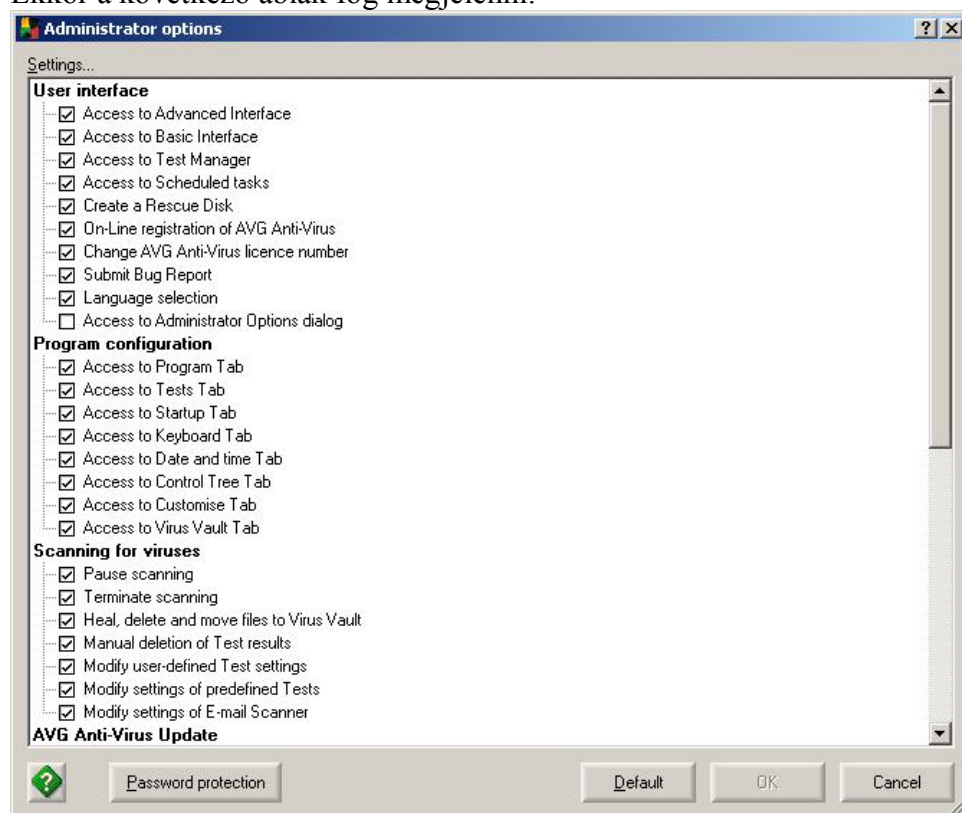 Ekkor a következő ablak fog megjelenni:
Administrator options
Settings...
User interface
Access to Advanced Interface
Access to Basic Interface
Access to Test Manager
Access to Scheduled tasks
Create a Rescue Disk
On-Line registration of AVG Anti-Virus
Change AVG Anti-Virus licence number
Submit Bug Report
Language selection
Access to Administrator Options dialog
Program configuration
Access to Program Tab
Access to Tests Tab
Access to Startup Tab
Access to Keyboard Tab
Access to Date and time Tab
Access to Control Tree Tab
Access to Customise Tab
Access to Virus Vault Tab
Scanning for viruses
Pause scanning
Terminate scanning
Heal, delete and move files to Virus Vault
Manual deletion of Test results
Modify user-defined Test settings
Modify settings of predefined Tests
Modify settings of E-mail Scanner
AVG Anti-Virus Update
Password protection
Default
OK
Cancel